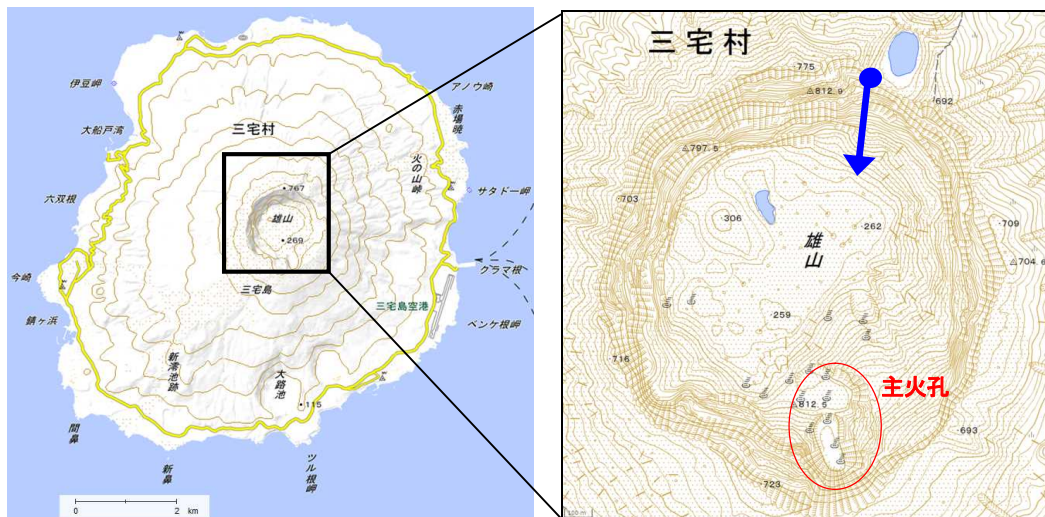 伊豆岬
アノウ崎
赤場暁
大船戸湾
三宅村
火の山峠
767
サタドー岬
六双根
雄山
269
今崎
三宅島
クラマ根
三宅島空港
錆ヶ浜
ベンケ根岬
新澪池跡
大路池
115
間鼻
新鼻
ツル根岬
0 2 km
三宅村
775
812.9
692
797.5
703
306
262
709
雄山
704.6
259
716
主火孔
812
693
723
100 m